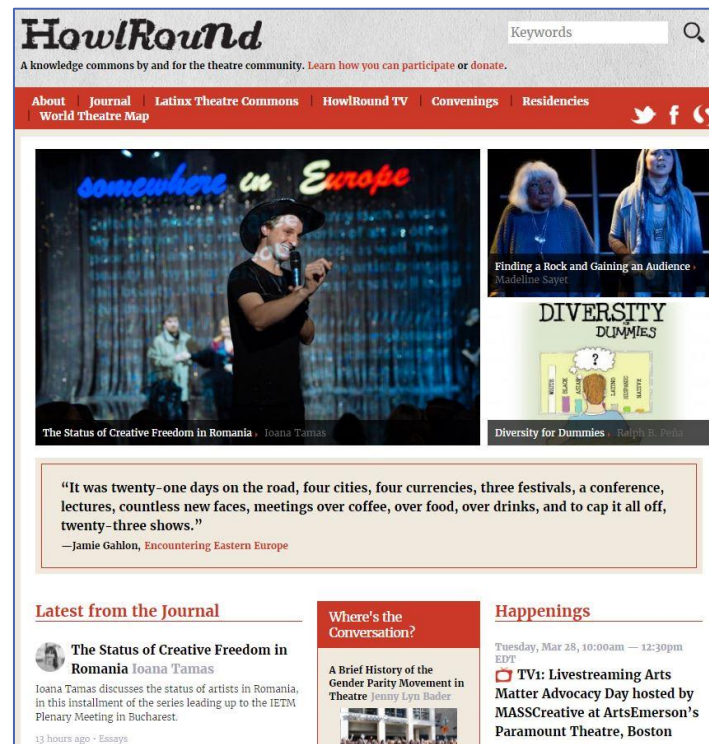 HowlRound
Keywords
A knowledge commons by and for the theatre community. Learn how you can participate or donate.
About | Journal | Latinx Theatre Commons | HowlRound TV | Convenings | Residencies
| World Theatre Map
somewhere in Europe
The Status of Creative Freedom in Romania › Ioana Tamas
Finding a Rock and Gaining an Audience ›
Madeline Sayet
DIVERSITY
FOR
DUMMIES
?
WHITE
BLACK
ASIAN
LATINO
HISPANIC
NATIVE
Diversity for Dummies › Ralph B. Peña
“It was twenty-one days on the road, four cities, four currencies, three festivals, a conference,
lectures, countless new faces, meetings over coffee, over food, over drinks, and to cap it all off,
twenty-three shows.”
—Jamie Gahlon, Encountering Eastern Europe
Latest from the Journal
The Status of Creative Freedom in
Romania Ioana Tamas
Ioana Tamas discusses the status of artists in Romania,
in this installment of the series leading up to the IETM
Plenary Meeting in Bucharest.
13 hours ago • Essays
Where's the
Conversation?
A Brief History of the
Gender Parity Movement in
Theatre Jenny Lyn Bader
Happenings
Tuesday, Mar 28, 10:00am — 12:30pm
EDT
TV1: Livestreaming Arts
Matter Advocacy Day hosted by
MASSCreative at ArtsEmerson’s
Paramount Theatre, Boston